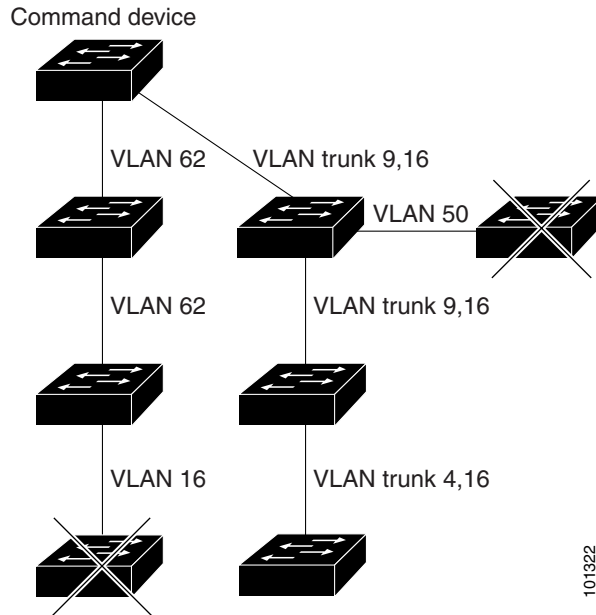 Command device
VLAN 62
VLAN trunk 9,16
VLAN 50
VLAN 62
VLAN trunk 9,16
VLAN 16
VLAN trunk 4,16
101322